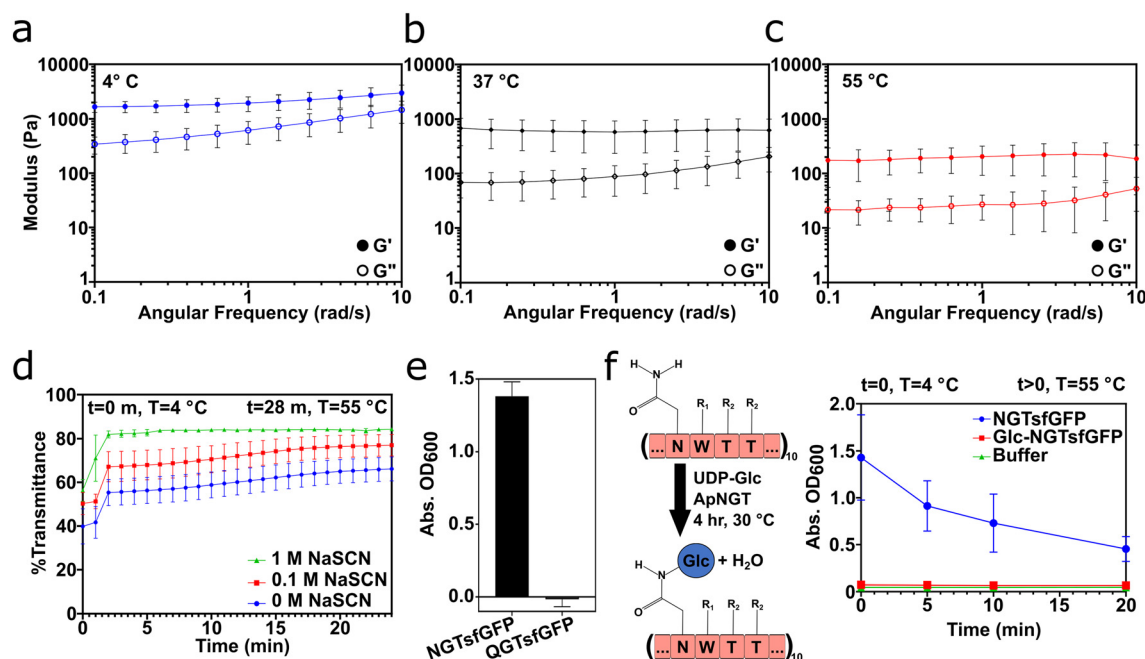 a
4° C
10000
1000
100
10
1
Modulus (Pa)
G'
G"
0.1
1
10
Angular Frequency (rad/s)
b
37 °C
10000
1000
100
10
1
G'
G"
0.1
1
10
Angular Frequency (rad/s)
c
55 °C
10000
1000
100
10
1
G'
G"
0.1
1
10
Angular Frequency (rad/s)
d
t=0 m, T=4 °C
t=28 m, T=55 °C
100
80
60
40
20
0
%Transmittance
1 M NaSCN
0.1 M NaSCN
0 M NaSCN
0
5
10
15
20
Time (min)
e
1.5
1.0
0.5
0.0
Abs. OD600
NGTsfGFP
QGTsfGFP
f
H
H
N
O
R1
R2
R2
(... N W T T ...)10
UDP-Glc
ApNGT
4 hr, 30 °C
Glc + H2O
H
N
O
R1
R2
R2
(... N W T T ...)10
t=0, T=4 °C
t>0, T=55 °C
2.0
1.5
1.0
0.5
0
Abs. OD600
NGTsfGFP
Glc-NGTsfGFP
Buffer
0
5
10
15
20
Time (min)